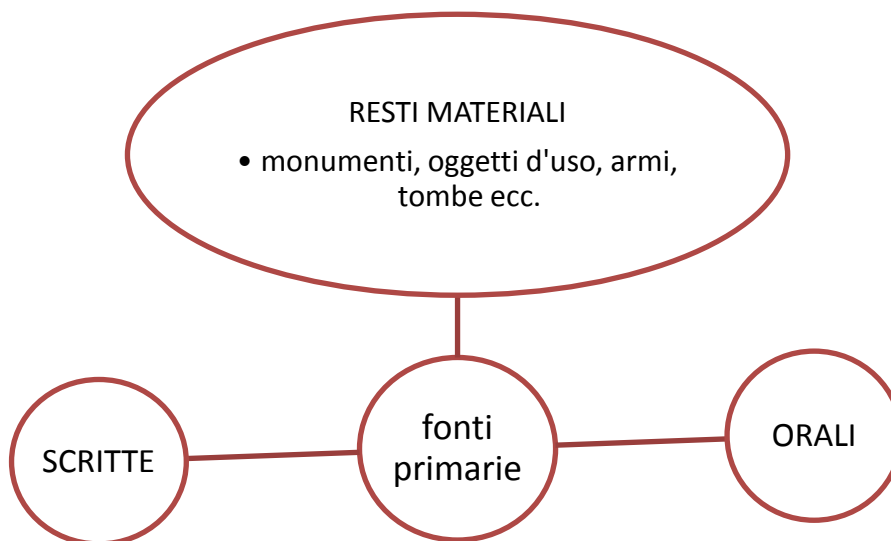 RESTI MATERIALI
• monumenti, oggetti d'uso, armi,
tombe ecc.
SCRITTE
fonti
primarie
ORALI